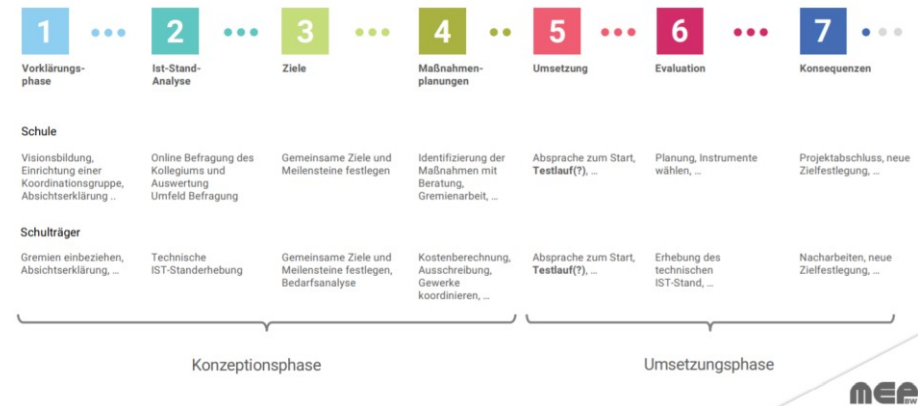 1 2 3 4 5 6 7
Vorklärungs-
phase
Ist-Stand-
Analyse
Ziele
Maßnahmen-
planungen
Umsetzung
Evaluation
Konsequenzen
Schule
Visionsbildung,
Einrichtung einer
Koordinationsgruppe,
Absichtserklärung ..
Online Befragung des
Kollegiums und
Auswertung
Umfeld Befragung
Gemeinsame Ziele und
Meilensteine festlegen
Identifizierung der
Maßnahmen mit
Beratung,
Gremienarbeit, ...
Absprache zum Start,
Testlauf(?), ...
Planung, Instrumente
wählen, ...
Projektabschluss, neue
Zielfestlegung, ...
Schulträger
Gremien einbeziehen,
Absichtserklärung, ...
Technische
IST-Standerhebung
Gemeinsame Ziele und
Meilensteine festlegen,
Bedarfsanalyse
Kostenberechnung,
Ausschreibung,
Gewerke
koordinieren, ...
Absprache zum Start,
Testlauf(?), ...
Erhebung des
technischen
IST-Stand, ...
Nacharbeiten, neue
Zielfestlegung, ...
Konzeptionsphase
Umsetzungsphase
MEP BW